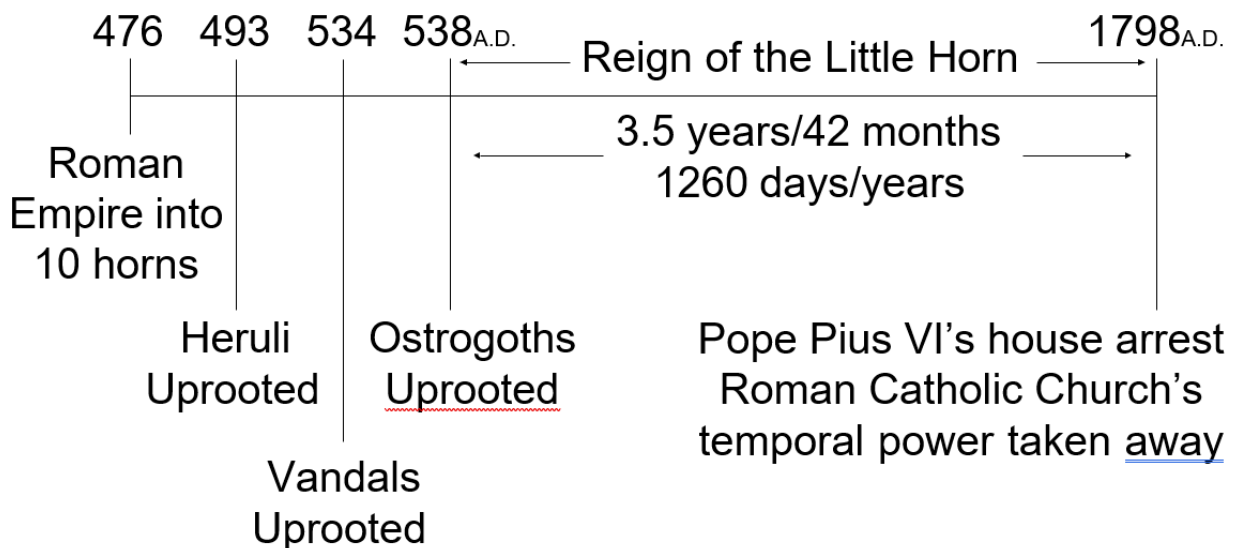 476 493 534 538A.D. 1798A.D.
Reign of the Little Horn
3.5 years/42 months
1260 days/years
Roman
Empire into
10 horns
Heruli
Uprooted
Vandals
Uprooted
Ostrogoths
Uprooted
Pope Pius VI’s house arrest
Roman Catholic Church’s
temporal power taken away